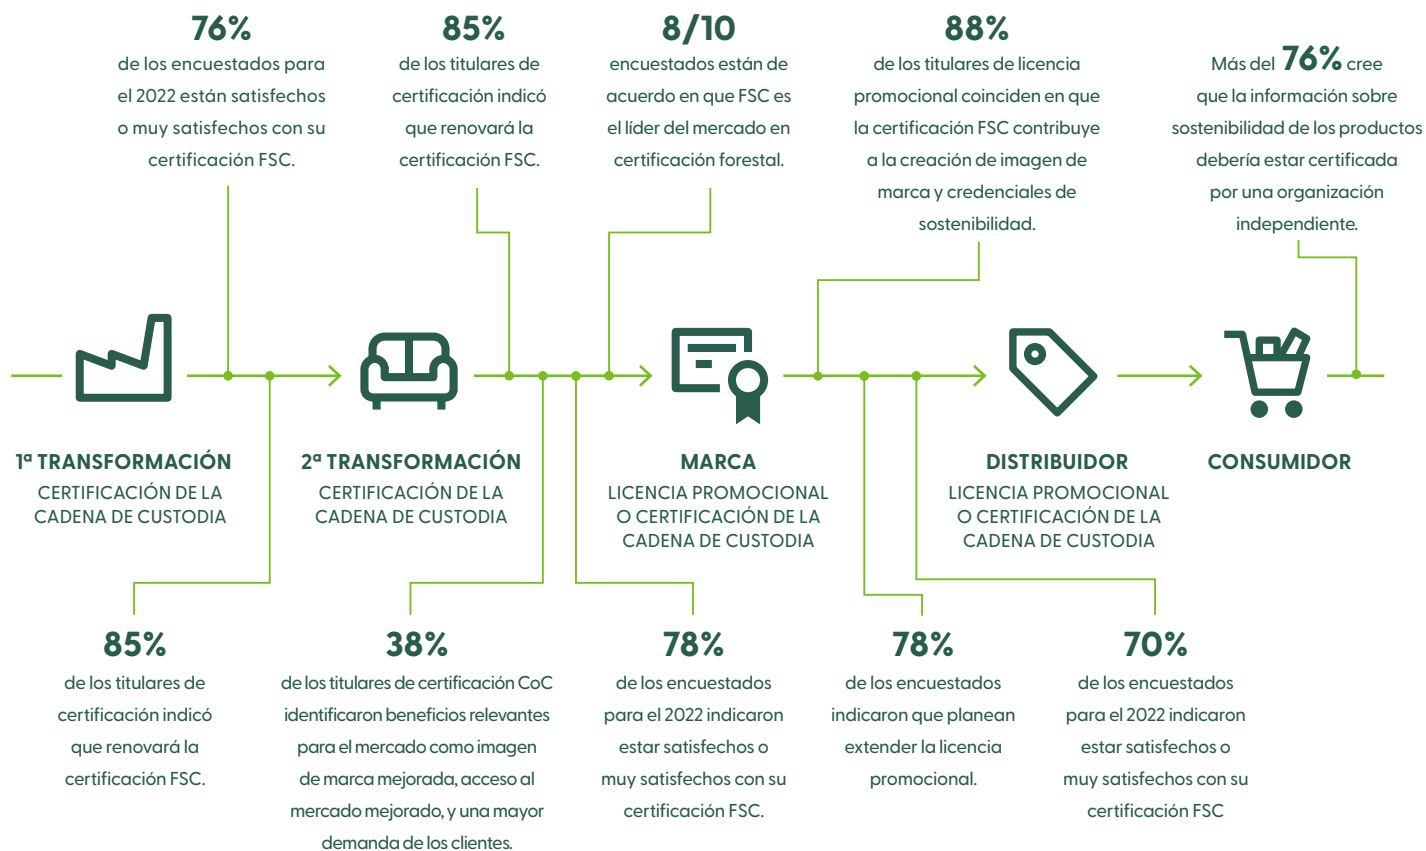 76%
de los encuestados para
el 2022 están satisfechos
o muy satisfechos con su
certificación FSC.
85%
de los titulares de
certificación indicó
que renovará la
certificación FSC.
8/10
encuestados están de
acuerdo en que FSC es
el líder del mercado en
certificación forestal.
88%
de los titulares de licencia
promocional coinciden en que
la certificación FSC contribuye
a la creación de imagen de
marca y credenciales de
sostenibilidad.
Más del 76% cree
que la información sobre
sostenibilidad de los productos
debería estar certificada
por una organización
independiente.
1ª TRANSFORMACIÓN
CERTIFICACIÓN DE LA
CADENA DE CUSTODIA
2ª TRANSFORMACIÓN
CERTIFICACIÓN DE LA
CADENA DE CUSTODIA
MARCA
LICENCIA PROMOCIONAL
O CERTIFICACIÓN DE LA
CADENA DE CUSTODIA
DISTRIBUIDOR
LICENCIA PROMOCIONAL
O CERTIFICACIÓN DE LA
CADENA DE CUSTODIA
CONSUMIDOR
85%
de los titulares de
certificación indicó
que renovará la
certificación FSC.
38%
de los titulares de certificación CoC
identificaron beneficios relevantes
para el mercado como imagen
de marca mejorada, acceso al
mercado mejorado, y una mayor
demanda de los clientes.
78%
de los encuestados
para el 2022 indicaron
estar satisfechos o
muy satisfechos con su
certificación FSC.
78%
de los encuestados
indicaron que planean
extender la licencia
promocional.
70%
de los encuestados
para el 2022 indicaron
estar satisfechos o
muy satisfechos con su
certificación FSC